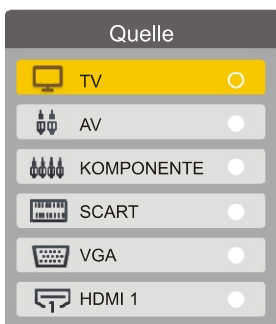 Quelle
TV
AV
KOMPONENTE
SCART
VGA
HDMI 1